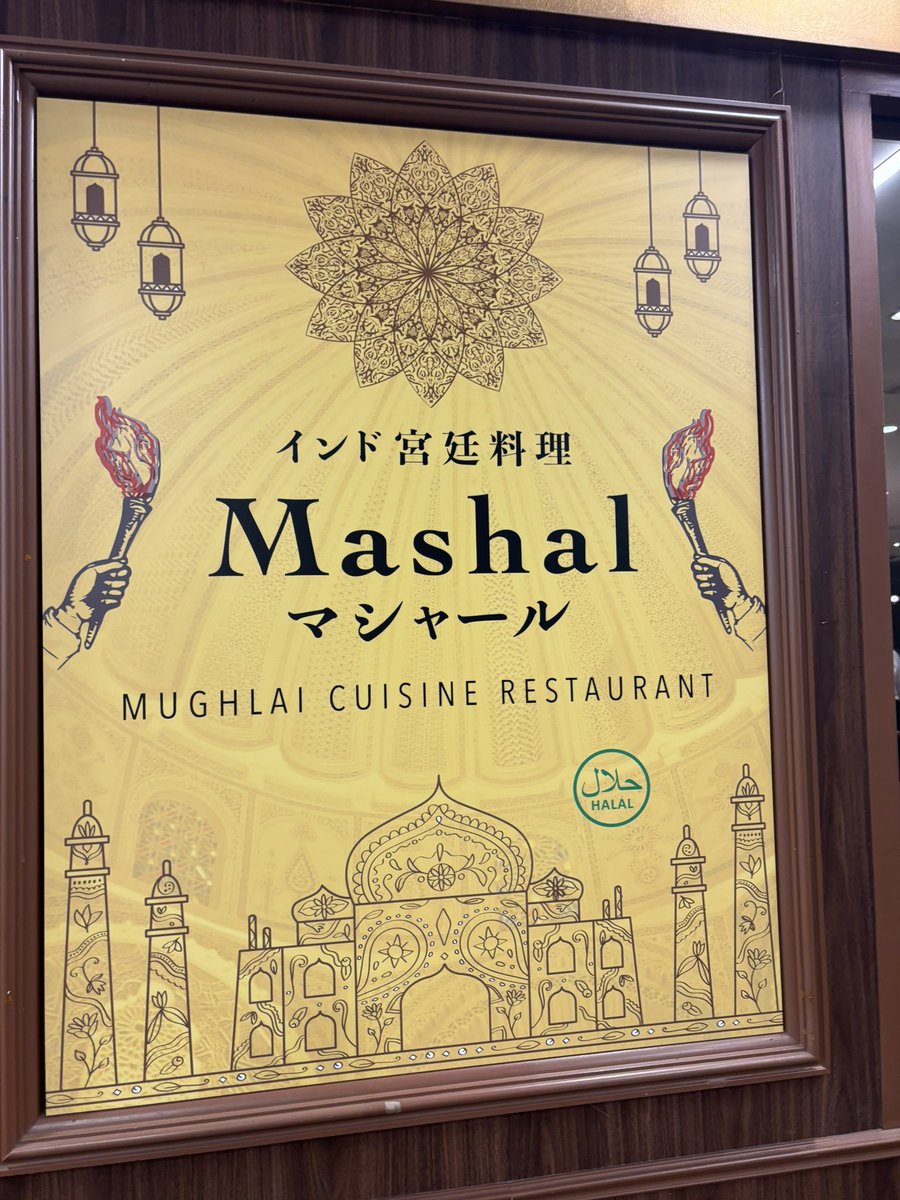 インド宮廷料理
Mashal
マシャール
MUGHLAI CUISINE RESTAURANT
حلال
HALAL